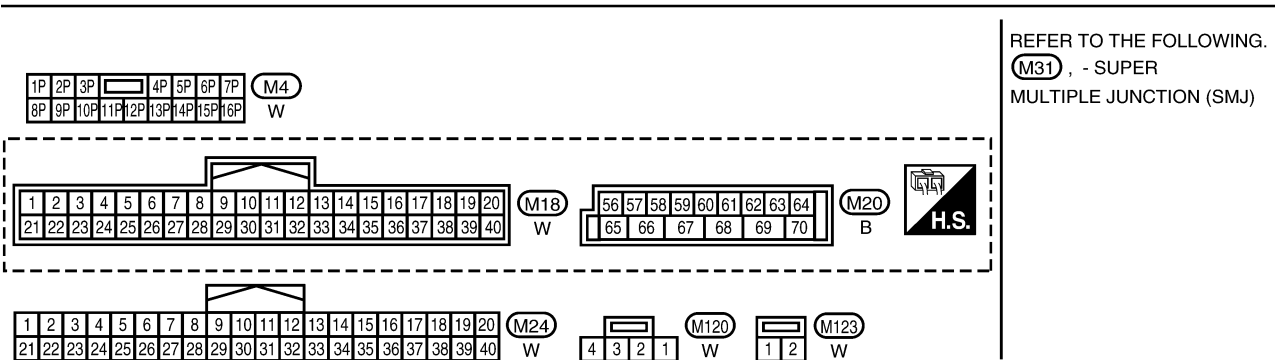 REFER TO THE FOLLOWING.
M31 , - SUPER
MULTIPLE JUNCTION (SMJ)
1P 2P 3P 4P 5P 6P 7P M4
8P 9P 10P 11P 12P 13P 14P 15P 16P W
1 2 3 4 5 6 7 8 9 10 11 12 13 14 15 16 17 18 19 20 M18
21 22 23 24 25 26 27 28 29 30 31 32 33 34 35 36 37 38 39 40 W
56 57 58 59 60 61 62 63 64 M20
65 66 67 68 69 70 B
H.S.
1 2 3 4 5 6 7 8 9 10 11 12 13 14 15 16 17 18 19 20 M24
21 22 23 24 25 26 27 28 29 30 31 32 33 34 35 36 37 38 39 40 W
M120
4 3 2 1 W
M123
1 2 W